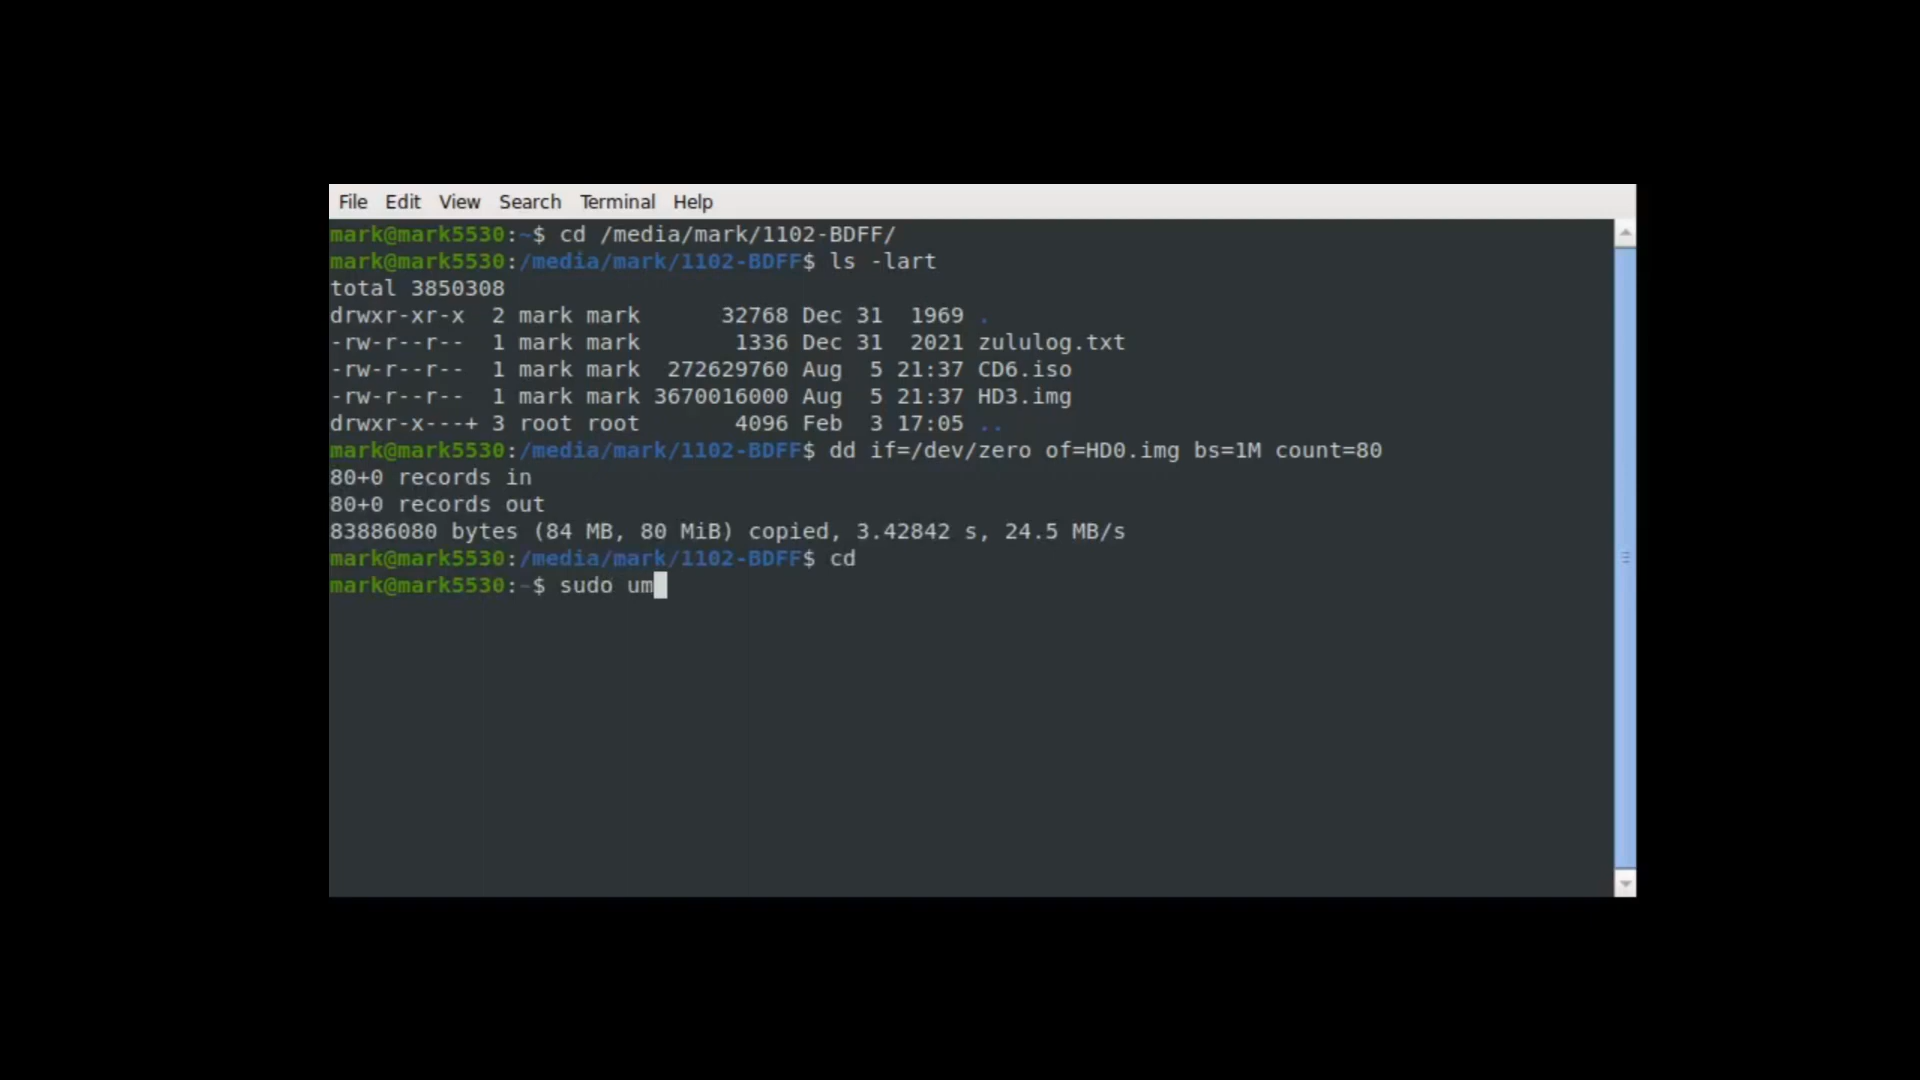 File Edit View Search Terminal Help
mark@mark5530:~$ cd /media/mark/1102-BDFF/
mark@mark5530:/media/mark/1102-BDFF$ ls -lart
total 3850308
drwxr-xr-x  2 mark mark      32768 Dec 31  1969 .
-rw-r--r--  1 mark mark       1336 Dec 31  2021 zululog.txt
-rw-r--r--  1 mark mark  272629760 Aug  5 21:37 CD6.iso
-rw-r--r--  1 mark mark 3670016000 Aug  5 21:37 HD3.img
drwxr-x---+ 3 root root       4096 Feb  3 17:05 ..
mark@mark5530:/media/mark/1102-BDFF$ dd if=/dev/zero of=HD0.img bs=1M count=80
80+0 records in
80+0 records out
83886080 bytes (84 MB, 80 MiB) copied, 3.42842 s, 24.5 MB/s
mark@mark5530:/media/mark/1102-BDFF$ cd
mark@mark5530:~$ sudo um